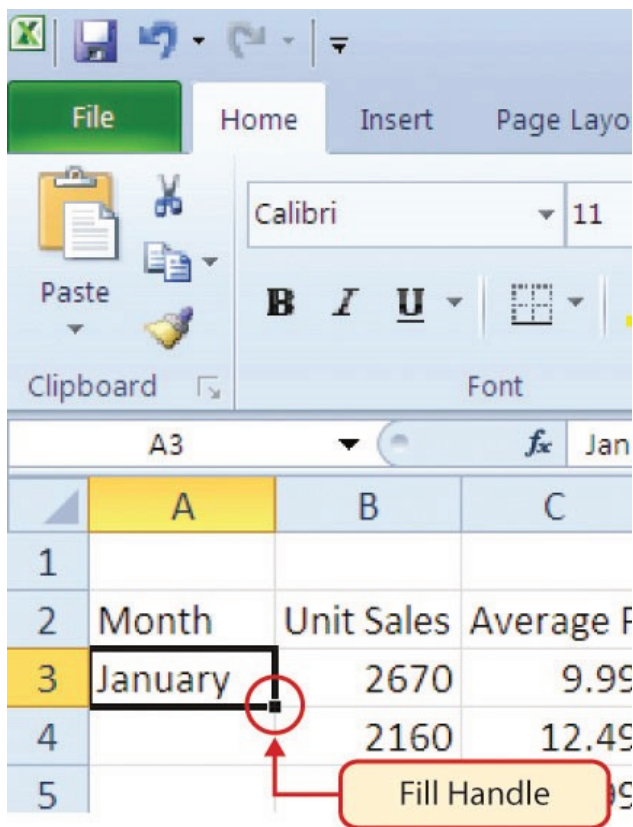 File Home Insert Page Layo
Calibri 11
Paste
B I U
Clipboard Font
A3 fx Jan
A B C
1
2 Month Unit Sales Average P
3 January 2670 9.99
4 2160 12.49
5 Fill Handle 99